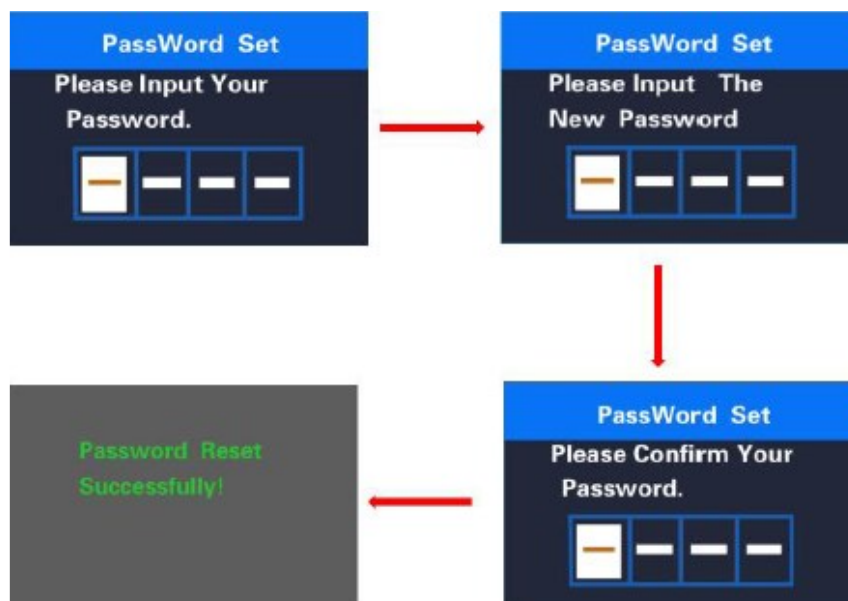 PassWord Set
Please Input Your
Password.
PassWord Set
Please Input The
New Password
PassWord Set
Please Confirm Your
Password.
Password Reset
Successfully!